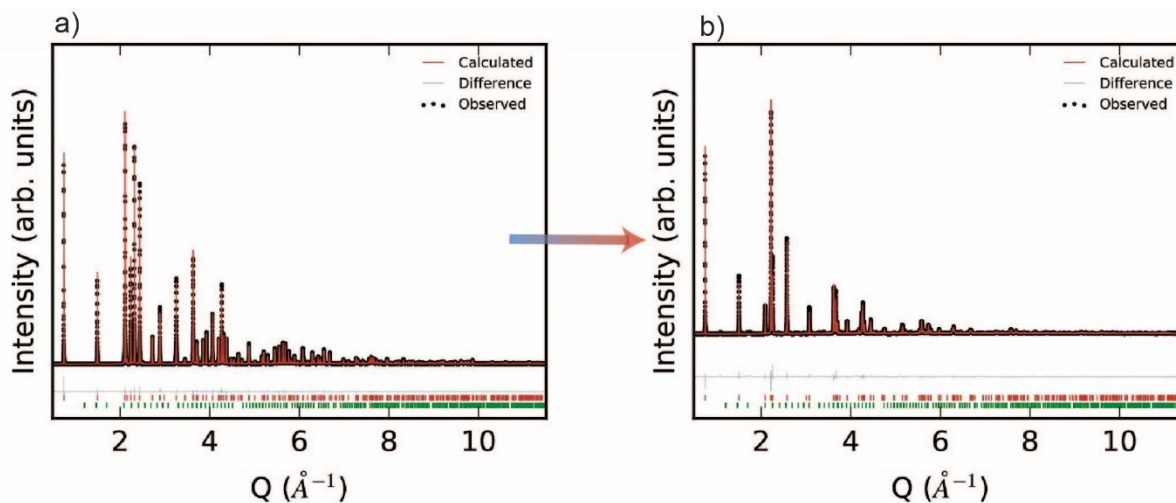 a)
Calculated
Difference
Observed
Intensity (arb. units)
2 4 6 8 10
Q (Å⁻¹)
b)
Calculated
Difference
Observed
Intensity (arb. units)
2 4 6 8 10
Q (Å⁻¹)